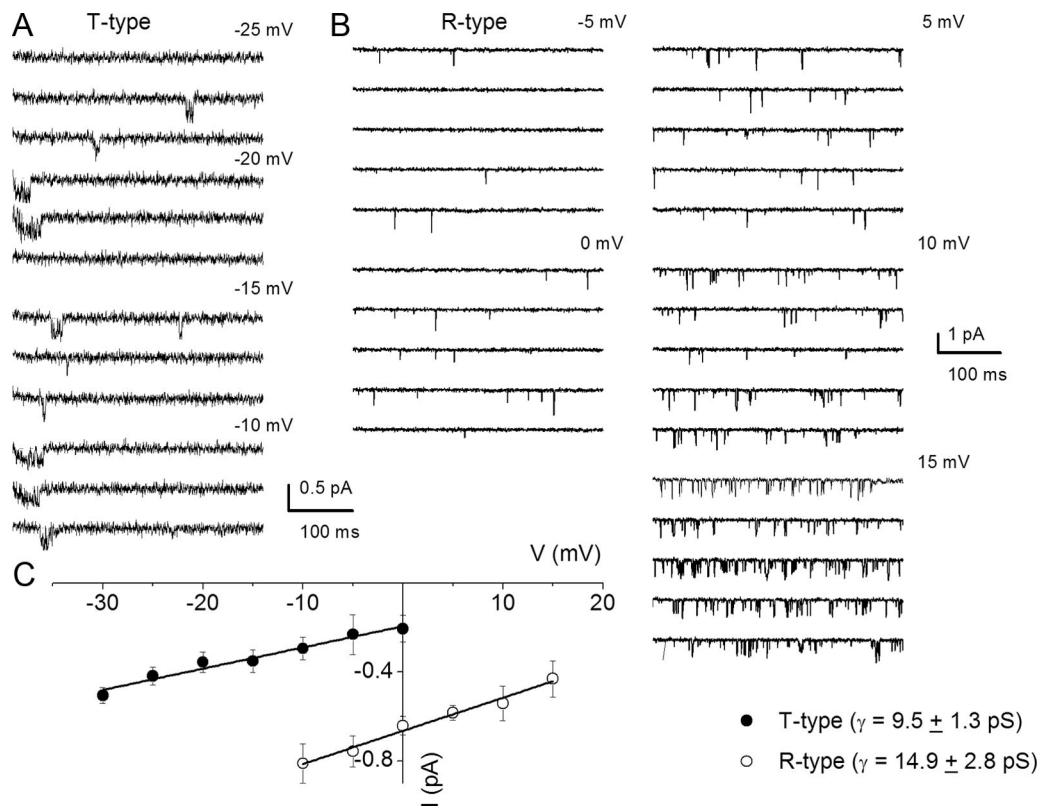 A
T-type
-25 mV
-20 mV
-15 mV
-10 mV
0.5 pA
100 ms
B
R-type
-5 mV
0 mV
5 mV
10 mV
15 mV
1 pA
100 ms
C
V (mV)
-30
-20
-10
10
20
-0.4
-0.8
I (pA)
T-type (γ = 9.5 ± 1.3 pS)
R-type (γ = 14.9 ± 2.8 pS)